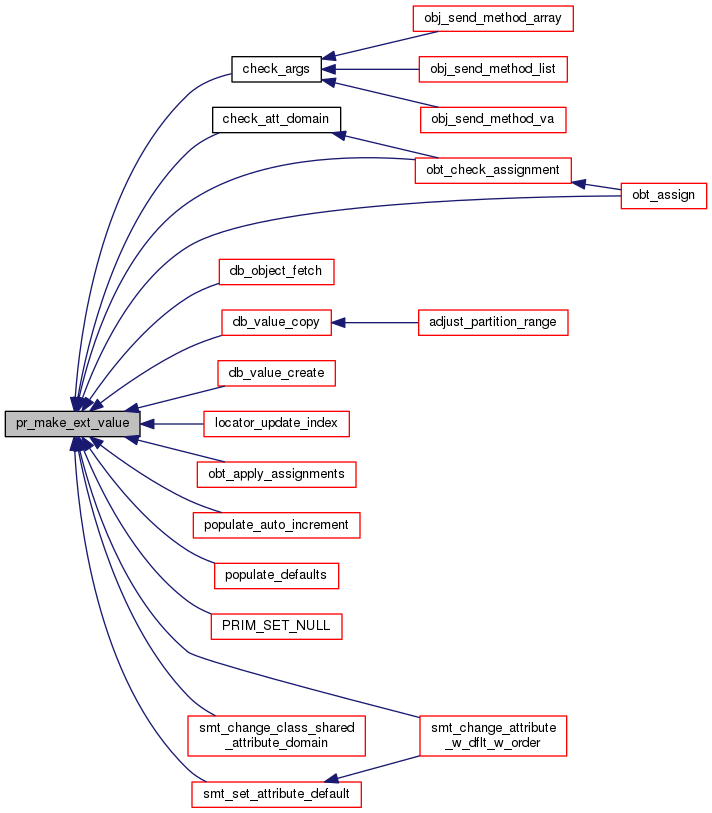 obj_send_method_array
check_args
obj_send_method_list
obj_send_method_va
check_att_domain
obt_check_assignment
obt_assign
db_object_fetch
db_value_copy
adjust_partition_range
db_value_create
pr_make_ext_value
locator_update_index
obt_apply_assignments
populate_auto_increment
populate_defaults
PRIM_SET_NULL
smt_change_class_shared
_attribute_domain
smt_change_attribute
_w_dflt_w_order
smt_set_attribute_default